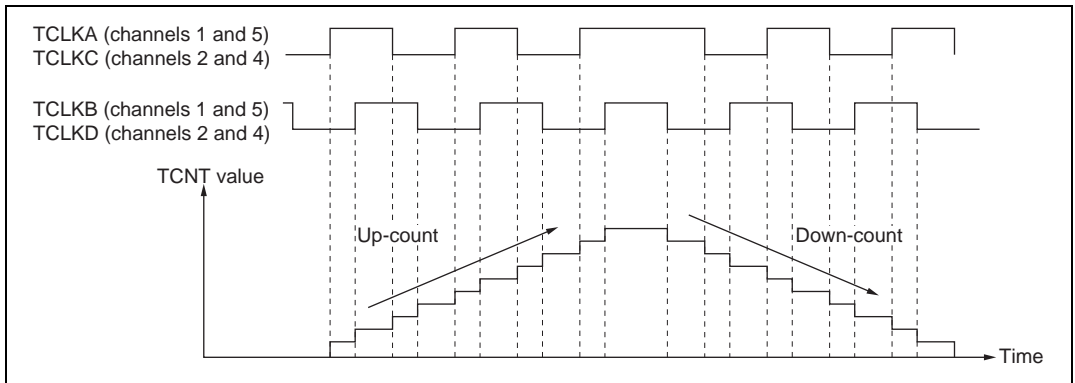 TCLKA (channels 1 and 5)
TCLKC (channels 2 and 4)
TCLKB (channels 1 and 5)
TCLKD (channels 2 and 4)
TCNT value
Up-count
Down-count
Time